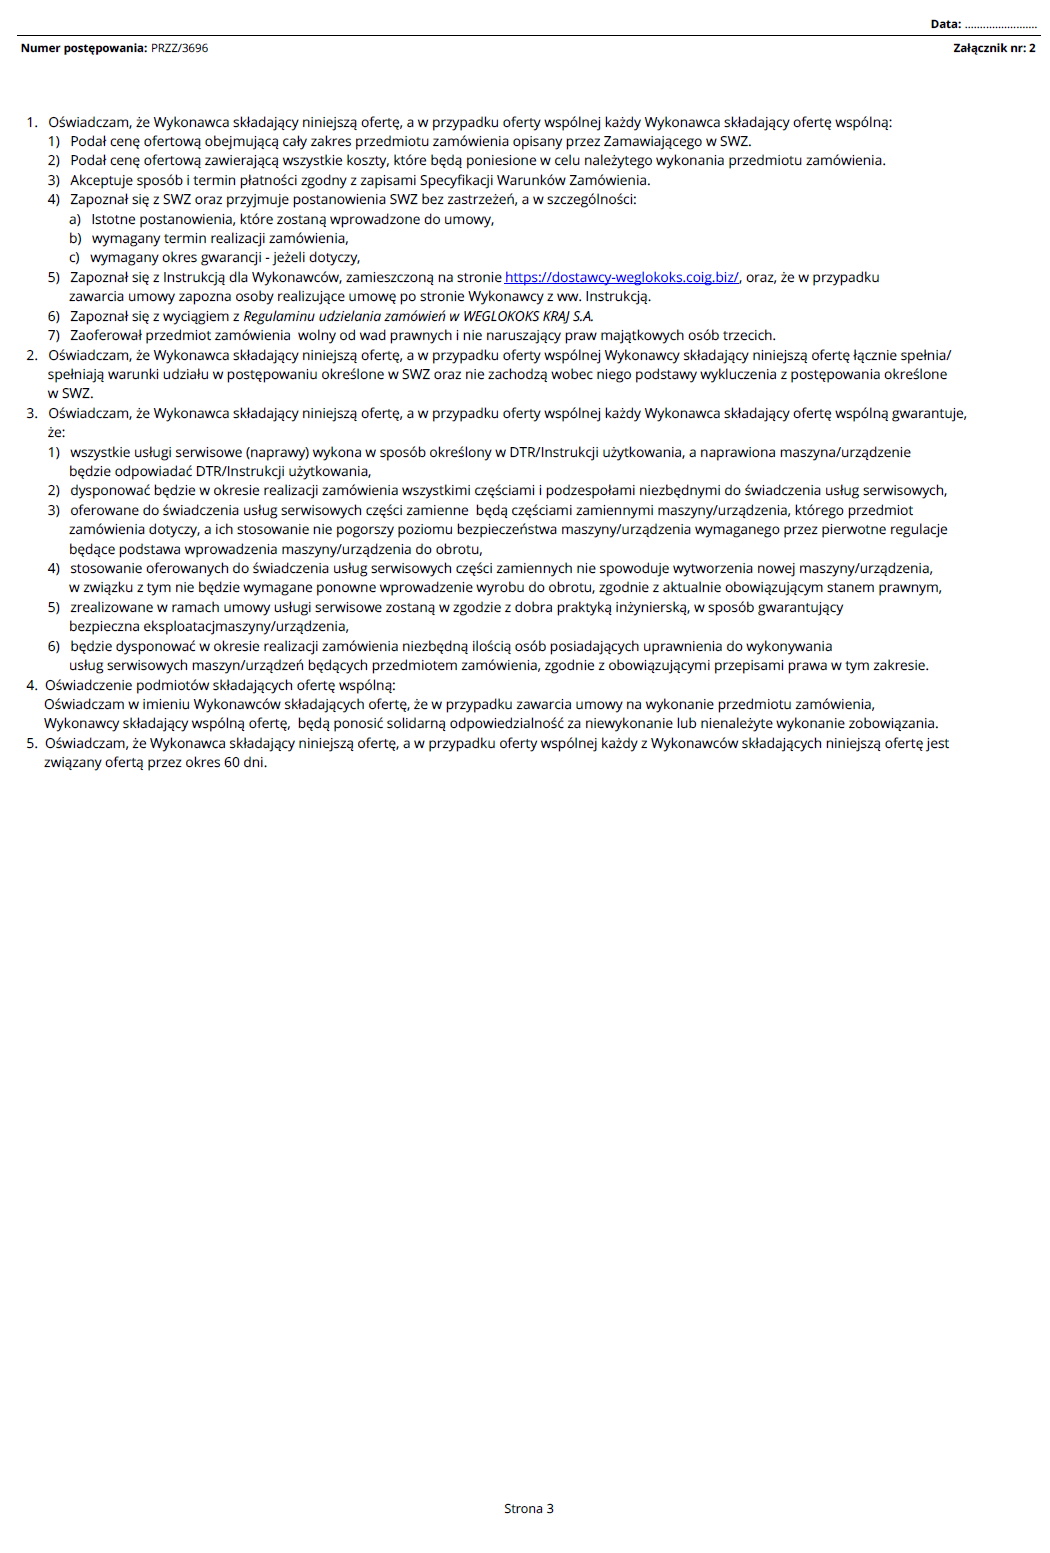 Data: ........................
Numer postępowania: PRZZ/3696
Załącznik nr: 2
1. Oświadczam, że Wykonawca składający niniejszą ofertę, a w przypadku oferty wspólnej każdy Wykonawca składający ofertę wspólną:
1) Podał cenę ofertową obejmującą cały zakres przedmiotu zamówienia opisany przez Zamawiającego w SWZ.
2) Podał cenę ofertową zawierającą wszystkie koszty, które będą poniesione w celu należytego wykonania przedmiotu zamówienia.
3) Akceptuje sposób i termin płatności zgodny z zapisami Specyfikacji Warunków Zamówienia.
4) Zapoznał się z SWZ oraz przyjmuje postanowienia SWZ bez zastrzeżeń, a w szczególności:
a) Istotne postanowienia, które zostaną wprowadzone do umowy,
b) wymagany termin realizacji zamówienia,
c) wymagany okres gwarancji - jeżeli dotyczy,
5) Zapoznał się z Instrukcją dla Wykonawców, zamieszczoną na stronie https://dostawcy-weglokoks.coig.biz/, oraz, że w przypadku
zawarcia umowy zapozna osoby realizujące umowę po stronie Wykonawcy z ww. Instrukcją.
6) Zapoznał się z wyciągiem z Regulaminu udzielania zamówień w WEGLOKOKS KRAJ S.A.
7) Zaoferował przedmiot zamówienia wolny od wad prawnych i nie naruszający praw majątkowych osób trzecich.
2. Oświadczam, że Wykonawca składający niniejszą ofertę, a w przypadku oferty wspólnej Wykonawcy składający niniejszą ofertę łącznie spełnia/
spełniają warunki udziału w postępowaniu określone w SWZ oraz nie zachodzą wobec niego podstawy wykluczenia z postępowania określone
w SWZ.
3. Oświadczam, że Wykonawca składający niniejszą ofertę, a w przypadku oferty wspólnej każdy Wykonawca składający ofertę wspólną gwarantuje,
że:
1) wszystkie usługi serwisowe (naprawy) wykona w sposób określony w DTR/Instrukcji użytkowania, a naprawiona maszyna/urządzenie
będzie odpowiadać DTR/Instrukcji użytkowania,
2) dysponować będzie w okresie realizacji zamówienia wszystkimi częściami i podzespołami niezbędnymi do świadczenia usług serwisowych,
3) oferowane do świadczenia usług serwisowych części zamienne będą częściami zamiennymi maszyny/urządzenia, którego przedmiot
zamówienia dotyczy, a ich stosowanie nie pogorszy poziomu bezpieczeństwa maszyny/urządzenia wymaganego przez pierwotne regulacje
będące podstawa wprowadzenia maszyny/urządzenia do obrotu,
4) stosowanie oferowanych do świadczenia usług serwisowych części zamiennych nie spowoduje wytworzenia nowej maszyny/urządzenia,
w związku z tym nie będzie wymagane ponowne wprowadzenie wyrobu do obrotu, zgodnie z aktualnie obowiązującym stanem prawnym,
5) zrealizowane w ramach umowy usługi serwisowe zostaną w zgodzie z dobra praktyką inżynierską, w sposób gwarantujący
bezpieczna eksploatacjmaszyny/urządzenia,
6) będzie dysponować w okresie realizacji zamówienia niezbędną ilością osób posiadających uprawnienia do wykonywania
usług serwisowych maszyn/urządzeń będących przedmiotem zamówienia, zgodnie z obowiązującymi przepisami prawa w tym zakresie.
4. Oświadczenie podmiotów składających ofertę wspólną:
Oświadczam w imieniu Wykonawców składających ofertę, że w przypadku zawarcia umowy na wykonanie przedmiotu zamówienia,
Wykonawcy składający wspólną ofertę, będą ponosić solidarną odpowiedzialność za niewykonanie lub nienależyte wykonanie zobowiązania.
5. Oświadczam, że Wykonawca składający niniejszą ofertę, a w przypadku oferty wspólnej każdy z Wykonawców składających niniejszą ofertę jest
związany ofertą przez okres 60 dni.
Strona 3